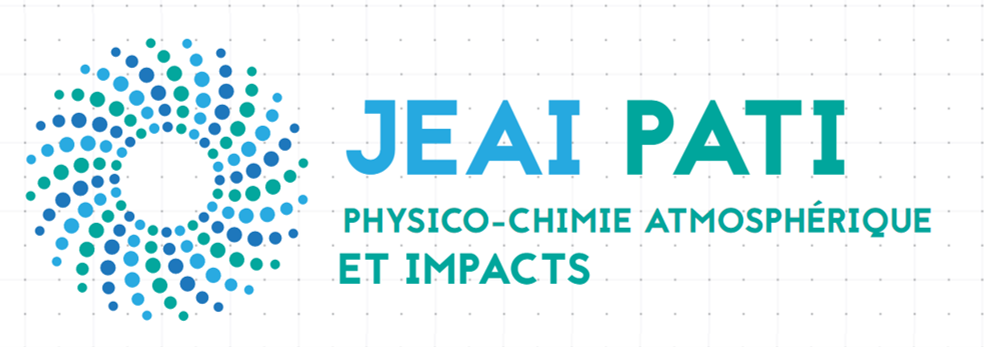 JEAI PATI
PHYSICO-CHIMIE ATMOSPHÉRIQUE
ET IMPACTS